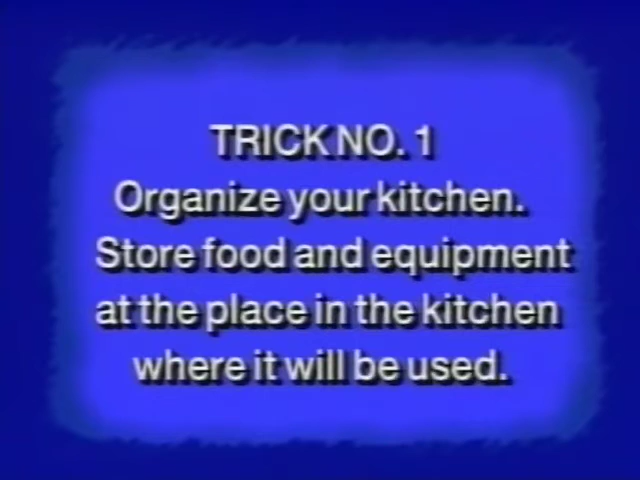 TRICK NO. 1
Organize your kitchen.
Store food and equipment
at the place in the kitchen
where it will be used.